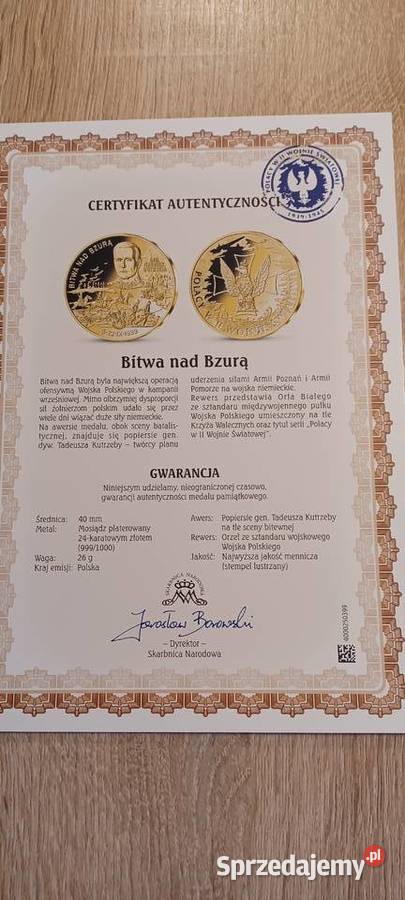 POLACY W II WOJNIE ŚWIATOWEJ
1939-1945
CERTYFIKAT AUTENTYCZNOŚCI
BITWA NAD BZURĄ
POLACY
Bitwa nad Bzurą
Bitwa nad Bzurą była największą operacją
ofensywną Wojska Polskiego w kampanii
wrześniowej. Mimo olbrzymiej dysproporcji
sił żołnierzom polskim udało się przez
wiele dni wiązać duże siły niemieckie.
Na awersie medalu, obok sceny batalis-
tycznej, znajduje się popiersie gen.
dyw. Tadeusza Kutrzeby – twórcy planu
uderzenia siłami Armii Poznań i Armii
Pomorze na wojska niemieckie.
Rewers przedstawia Orła Białego
ze sztandaru międzywojennego pułku
Wojska Polskiego umieszczony na tle
Krzyża Walecznych oraz tytuł serii „Polacy
w II Wojnie Światowej”.
GWARANCJA
Niniejszym udzielamy, nieograniczonej czasowo,
gwarancji autentyczności medalu pamiątkowego.
Średnica: 40 mm
Metal: Mosiądz platerowany
24-karatowym złotem
(999/1000)
Waga: 26 g
Kraj emisji: Polska
Awers: Popiersie gen. Tadeusza Kutrzeby
na tle sceny bitewnej
Rewers: Orzeł ze sztandaru wojskowego
Wojska Polskiego
Jakość: Najwyższa jakość mennicza
(stempel lustrzany)
SKARBNICA NARODOWA
Jarosław Borowski
– Dyrektor –
Skarbnica Narodowa
4000250399
Sprzedajemy.pl